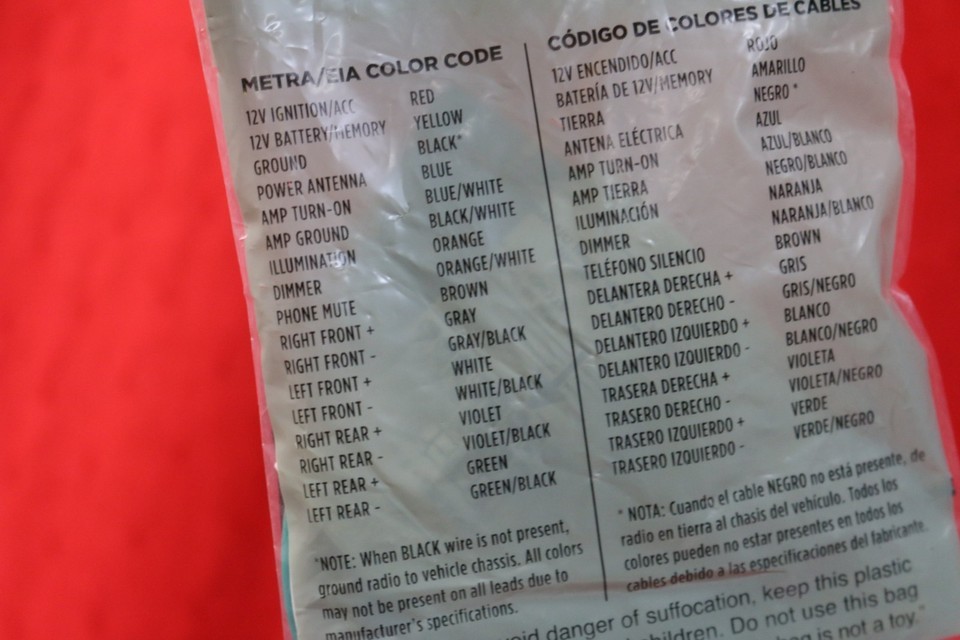 METRA/EIA COLOR CODE
12V IGNITION/ACC RED
12V BATTERY/MEMORY YELLOW
GROUND BLACK*
POWER ANTENNA BLUE
AMP TURN-ON BLUE/WHITE
AMP GROUND BLACK/WHITE
ILLUMINATION ORANGE
DIMMER ORANGE/WHITE
PHONE MUTE BROWN
RIGHT FRONT + GRAY
RIGHT FRONT - GRAY/BLACK
LEFT FRONT + WHITE
LEFT FRONT - WHITE/BLACK
RIGHT REAR + VIOLET
RIGHT REAR - VIOLET/BLACK
LEFT REAR + GREEN
LEFT REAR - GREEN/BLACK
*NOTE: When BLACK wire is not present,
ground radio to vehicle chassis. All colors
may not be present on all leads due to
manufacturer's specifications.
CÓDIGO DE COLORES DE CABLES
12V ENCENDIDO/ACC ROJO
BATERÍA DE 12V/MEMORY AMARILLO
TIERRA NEGRO *
ANTENA ELÉCTRICA AZUL
AMP TURN-ON AZUL/BLANCO
AMP TIERRA NEGRO/BLANCO
ILUMINACIÓN NARANJA
DIMMER NARANJA/BLANCO
TELÉFONO SILENCIO BROWN
DELANTERA DERECHA + GRIS
DELANTERO DERECHO - GRIS/NEGRO
DELANTERO IZQUIERDO + BLANCO
DELANTERO IZQUIERDO - BLANCO/NEGRO
TRASERA DERECHA + VIOLETA
TRASERO DERECHO - VIOLETA/NEGRO
TRASERO IZQUIERDO + VERDE
TRASERO IZQUIERDO - VERDE/NEGRO
* NOTA: Cuando el cable NEGRO no está presente, de
radio en tierra al chasis del vehículo. Todos los
colores pueden no estar presentes en todos los
cables debido a las especificaciones del fabricante.
danger of suffocation, keep this plastic
children. Do not use this bag
is not a toy."